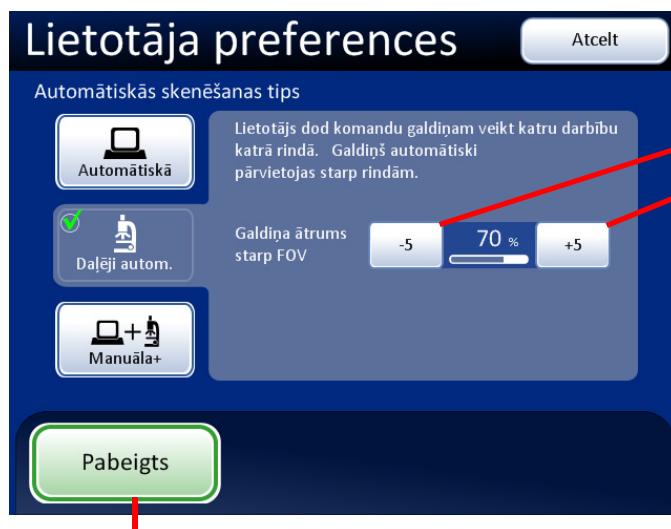 Lietotāja preferences
Atcelt
Automātiskās skenēšanas tips
Automātiskā
Lietotājs dod komandu galdiņam veikt katru darbību
katrā rindā. Galdiņš automātiski
pārvietojas starp rindām.
Daļēji autom.
Galdiņa ātrums
starp FOV
-5
70 %
+5
Manuāla+
Pabeigts